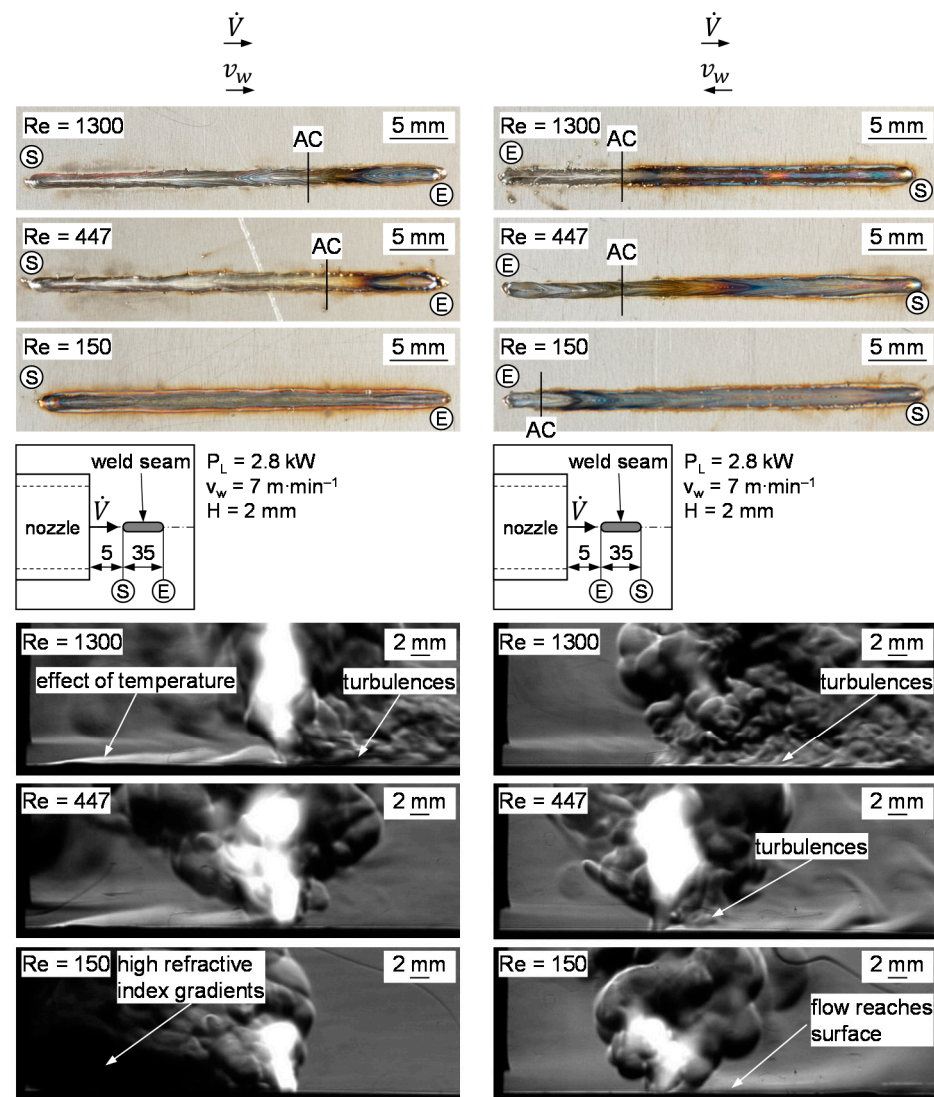 V̇
v_w
V̇
v_w
Re = 1300
5 mm
AC
S
E
Re = 1300
5 mm
AC
E
S
Re = 447
5 mm
AC
S
E
Re = 447
5 mm
AC
E
S
Re = 150
5 mm
S
E
Re = 150
5 mm
E
AC
S
weld seam
V̇
nozzle
5
35
S
E
P_L = 2.8 kW
v_w = 7 m·min⁻¹
H = 2 mm
weld seam
V̇
nozzle
5
35
E
S
P_L = 2.8 kW
v_w = 7 m·min⁻¹
H = 2 mm
Re = 1300
2 mm
effect of temperature
turbulences
Re = 1300
2 mm
turbulences
Re = 447
2 mm
Re = 447
2 mm
turbulences
Re = 150
high refractive
index gradients
2 mm
Re = 150
2 mm
flow reaches
surface